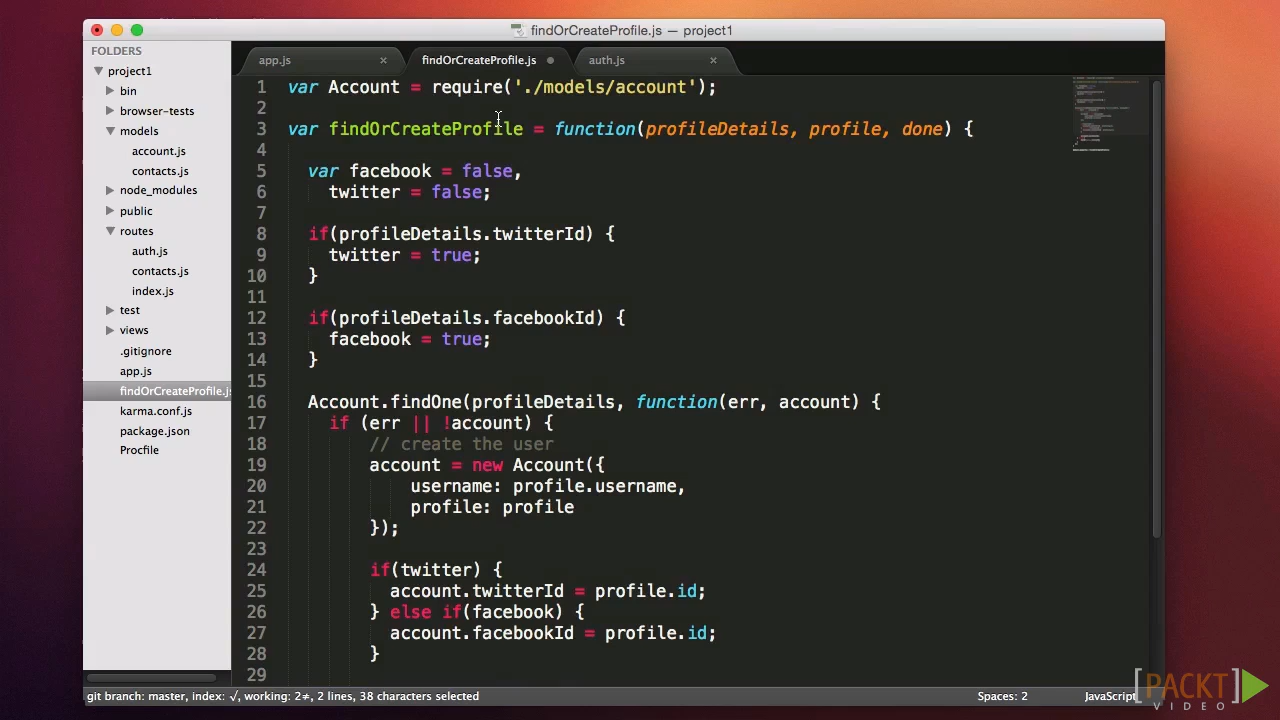 findOrCreateProfile.js — project1
FOLDERS
project1
bin
browser-tests
models
account.js
contacts.js
node_modules
public
routes
auth.js
contacts.js
index.js
test
views
.gitignore
app.js
findOrCreateProfile.js
karma.conf.js
package.json
Procfile
app.js
findOrCreateProfile.js
auth.js
1 var Account = require('./models/account');
2
3 var findOrCreateProfile = function(profileDetails, profile, done) {
4
5 var facebook = false,
6 twitter = false;
7
8 if(profileDetails.twitterId) {
9 twitter = true;
10 }
11
12 if(profileDetails.facebookId) {
13 facebook = true;
14 }
15
16 Account.findOne(profileDetails, function(err, account) {
17 if (err || !account) {
18 // create the user
19 account = new Account({
20 username: profile.username,
21 profile: profile
22 });
23
24 if(twitter) {
25 account.twitterId = profile.id;
26 } else if(facebook) {
27 account.facebookId = profile.id;
28 }
29
git branch: master, index: √, working: 2≠, 2 lines, 38 characters selected
Spaces: 2
JavaScript
[PACKT]
VIDEO